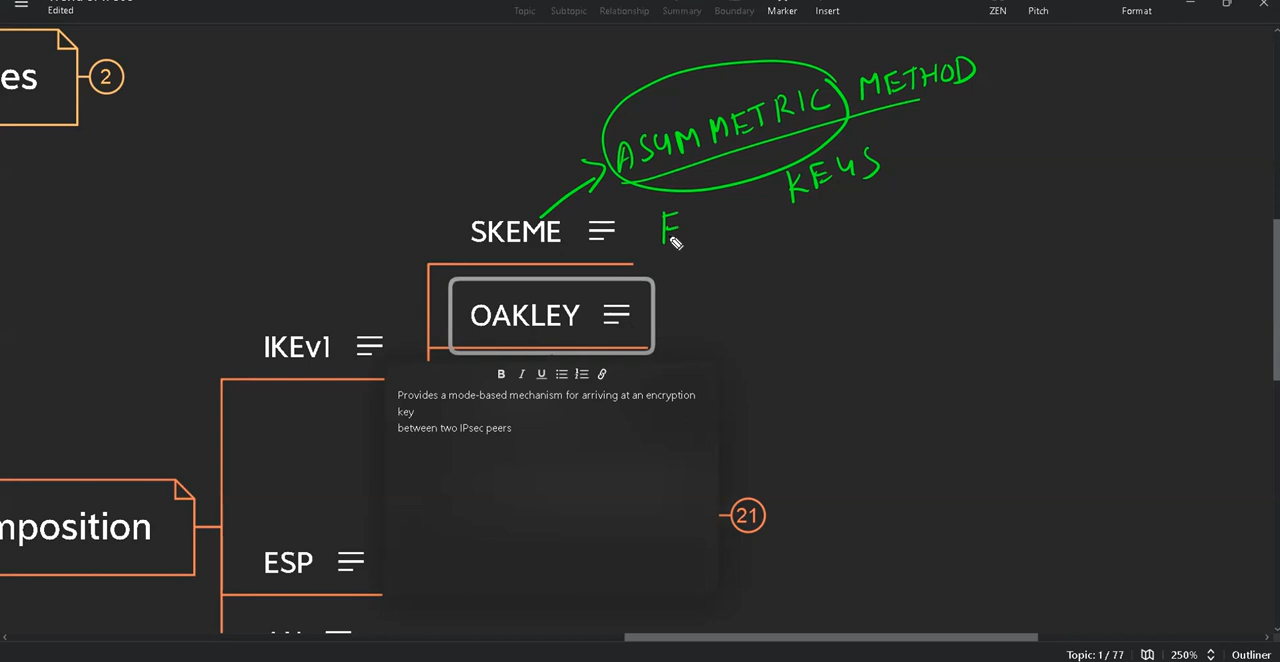 Edited
Topic Subtopic Relationship Summary Boundary Marker Insert ZEN Pitch Format
es
2
ASYMMETRIC METHOD
KEYS
SKEME
F
OAKLEY
IKEv1
B I U
Provides a mode-based mechanism for arriving at an encryption
key
between two IPsec peers
21
mposition
ESP
Topic: 1 / 77 250% Outliner